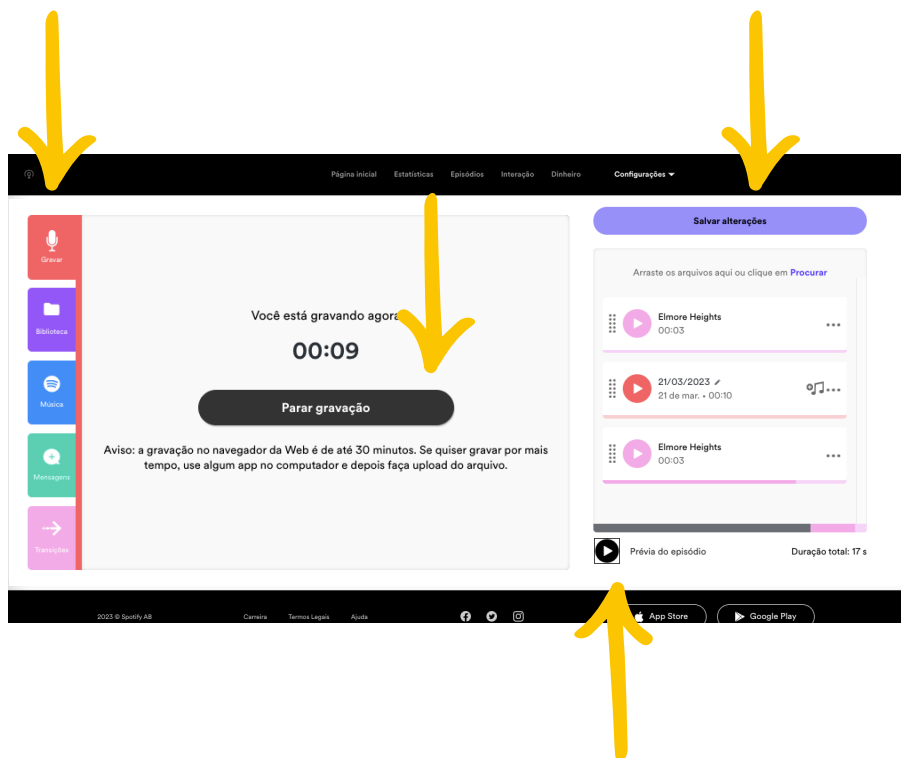 Página inicial Estatísticas Episódios Interação Dinheiro Configurações
Gravar
Biblioteca
Música
Mensagens
Transições
Você está gravando agora
00:09
Parar gravação
Aviso: a gravação no navegador da Web é de até 30 minutos. Se quiser gravar por mais
tempo, use algum app no computador e depois faça upload do arquivo.
Salvar alterações
Arraste os arquivos aqui ou clique em Procurar
Elmore Heights
00:03
21/03/2023
21 de mar. • 00:10
Elmore Heights
00:03
Prévia do episódio Duração total: 17 s
2023 © Spotify AB Carreira Termos Legais Ajuda App Store Google Play